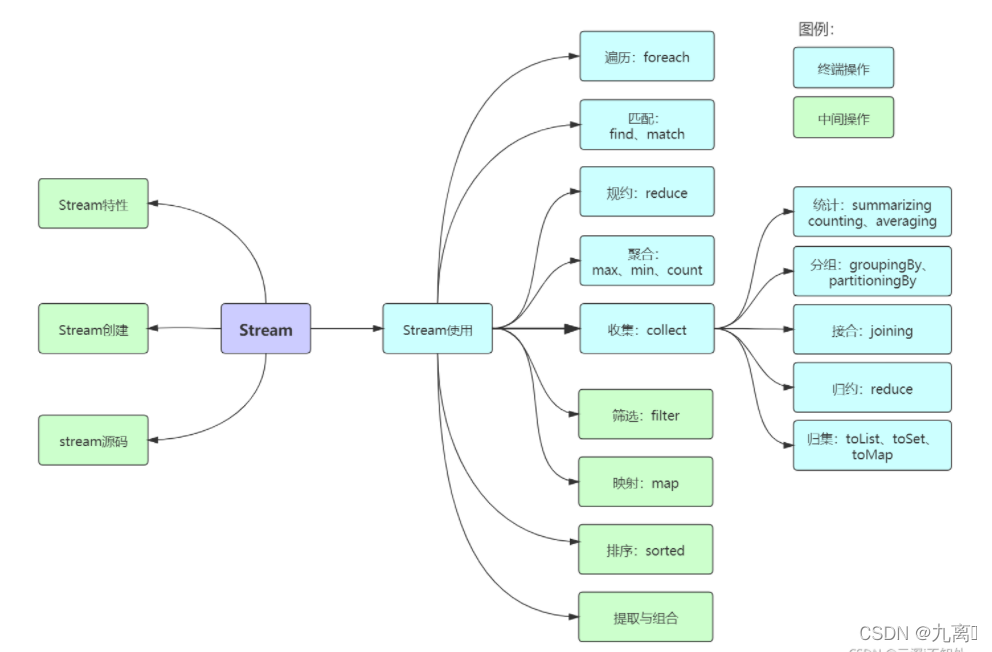 图例：
终端操作
中间操作
Stream特性
Stream创建
stream源码
Stream
Stream使用
遍历：foreach
匹配：
find、match
规约：reduce
聚合：
max、min、count
收集：collect
筛选：filter
映射：map
排序：sorted
提取与组合
统计：summarizing
counting、averaging
分组：groupingBy、
partitioningBy
接合：joining
归约：reduce
归集：toList、toSet、
toMap
CSDN @九离